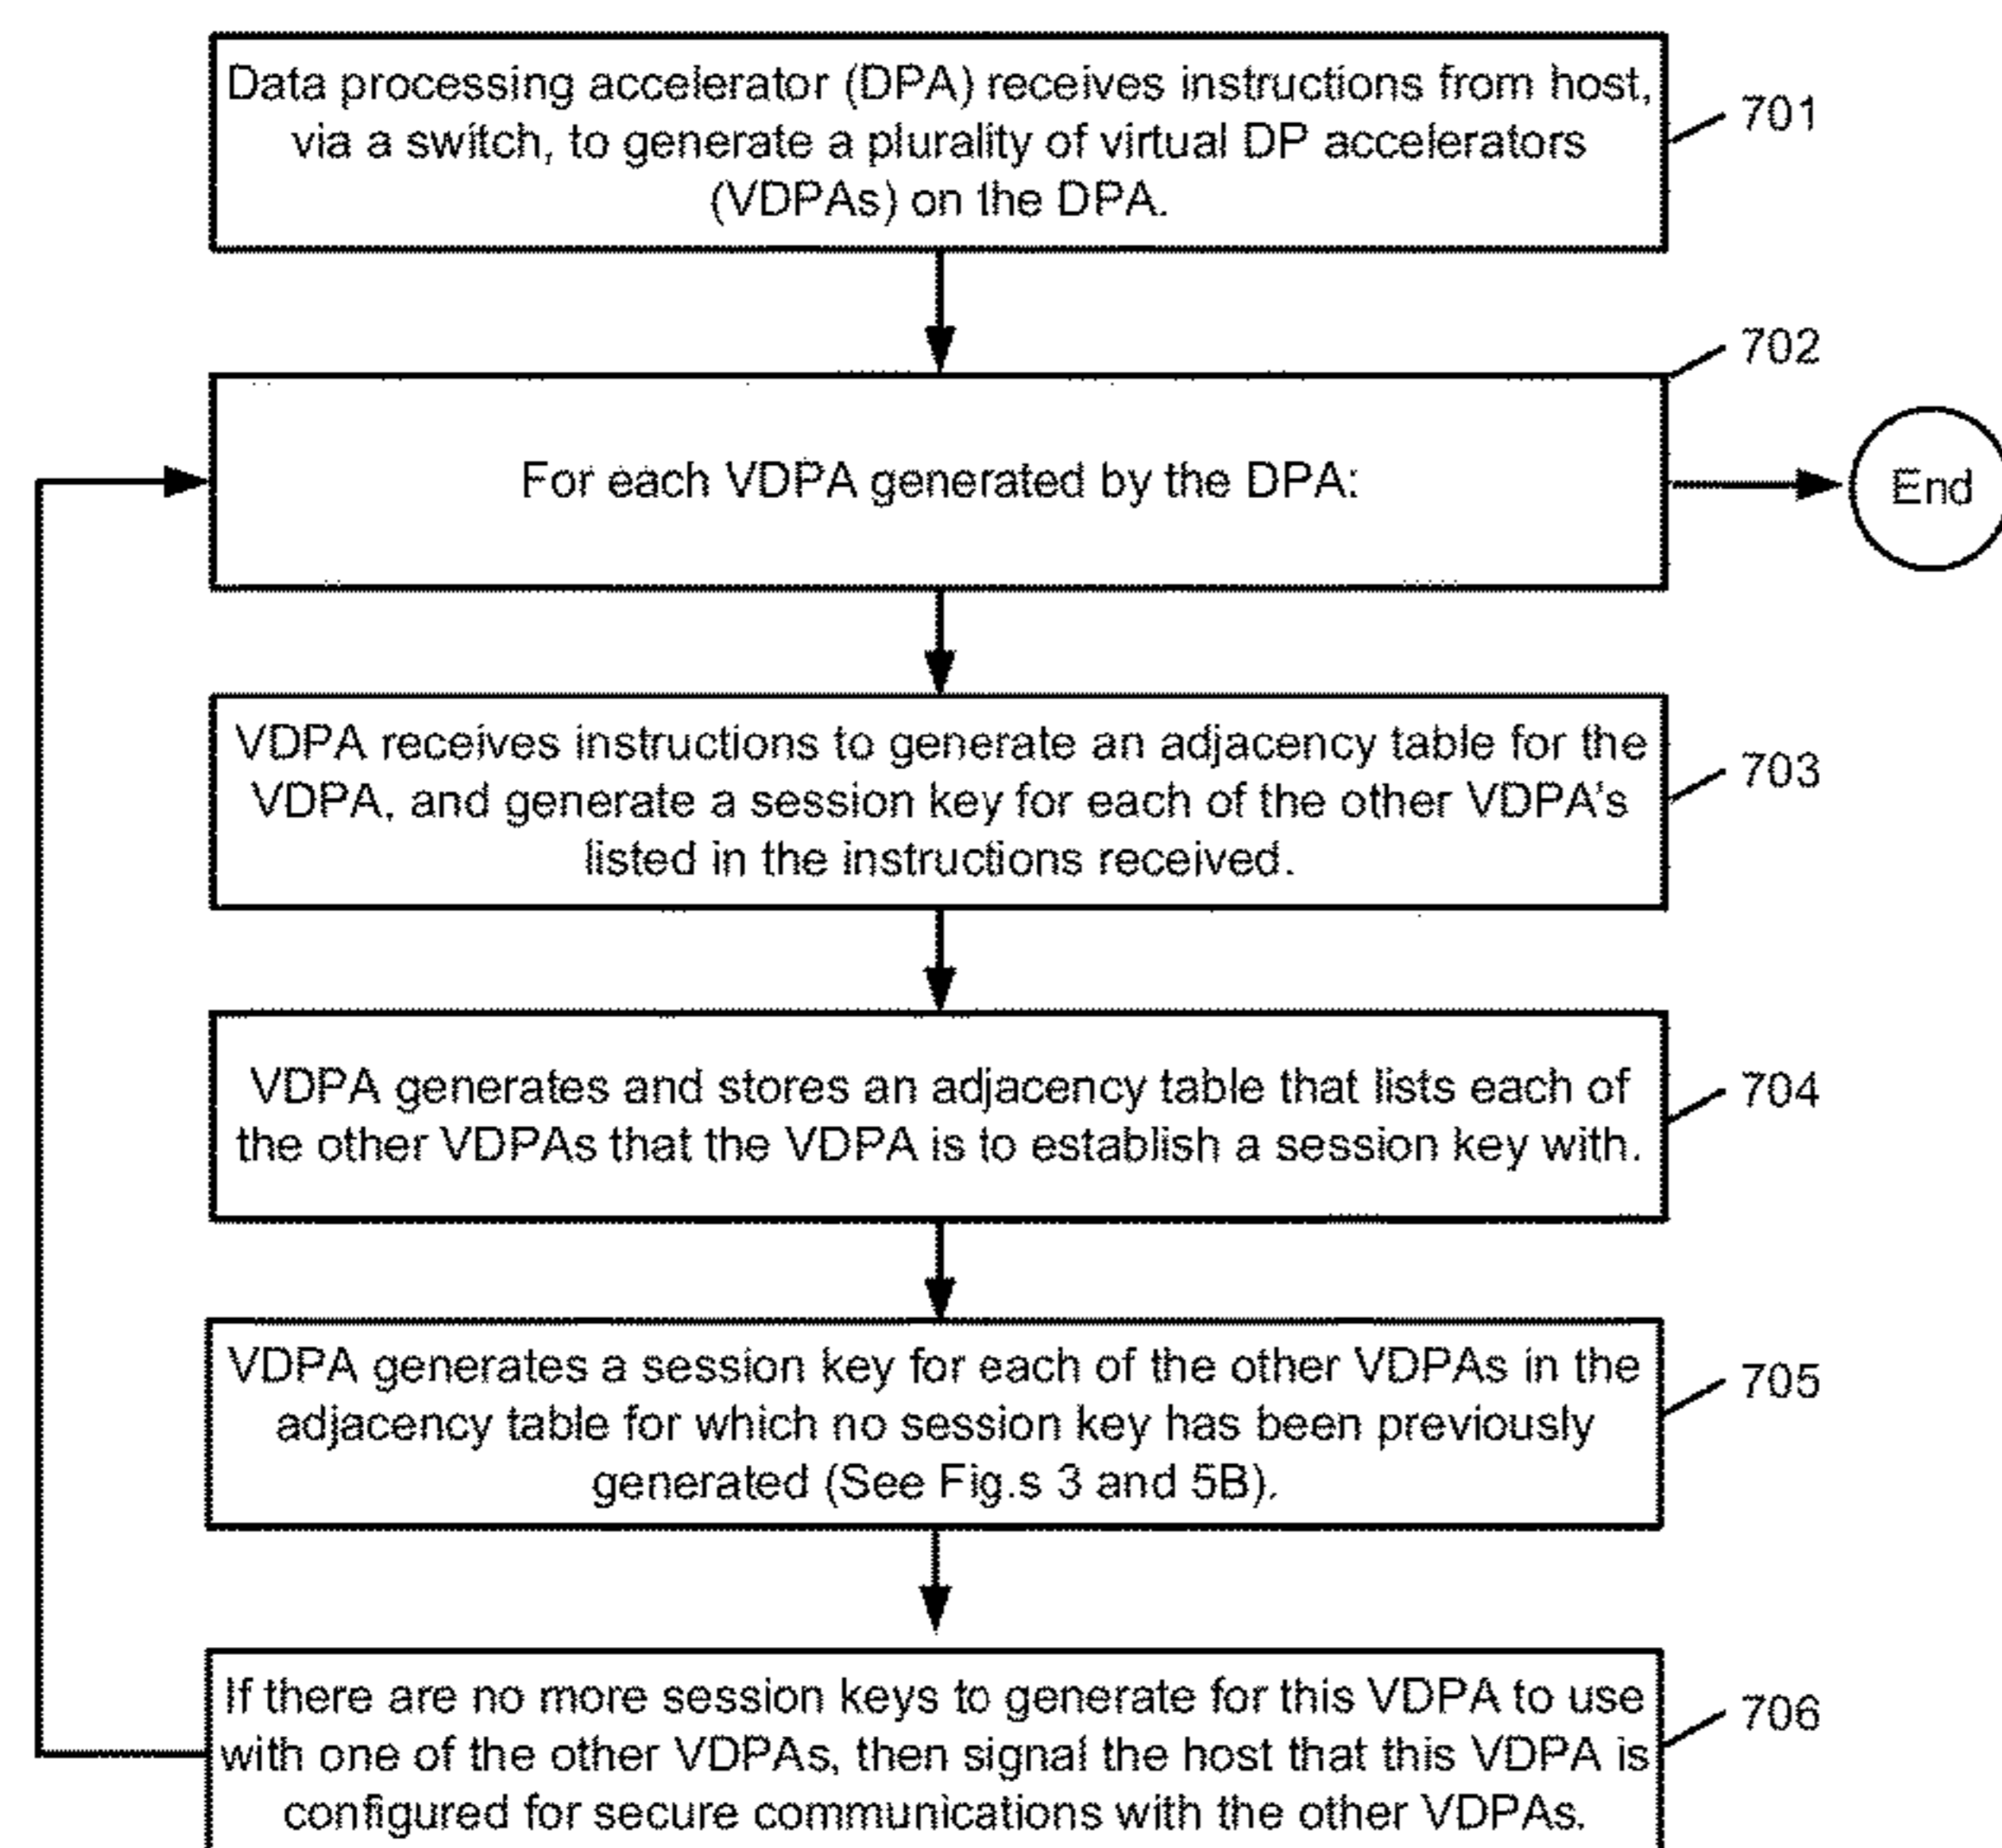 Data processing accelerator (DPA) receives instructions from host,
via a switch, to generate a plurality of virtual DP accelerators
(VDPAs) on the DPA.
701
702
For each VDPA generated by the DPA:
End
VDPA receives instructions to generate an adjacency table for the
VDPA, and generate a session key for each of the other VDPA's
listed in the instructions received.
703
VDPA generates and stores an adjacency table that lists each of
the other VDPAs that the VDPA is to establish a session key with.
704
VDPA generates a session key for each of the other VDPAs in the
adjacency table for which no session key has been previously
generated (See Fig.s 3 and 5B).
705
If there are no more session keys to generate for this VDPA to use
with one of the other VDPAs, then signal the host that this VDPA is
configured for secure communications with the other VDPAs.
706